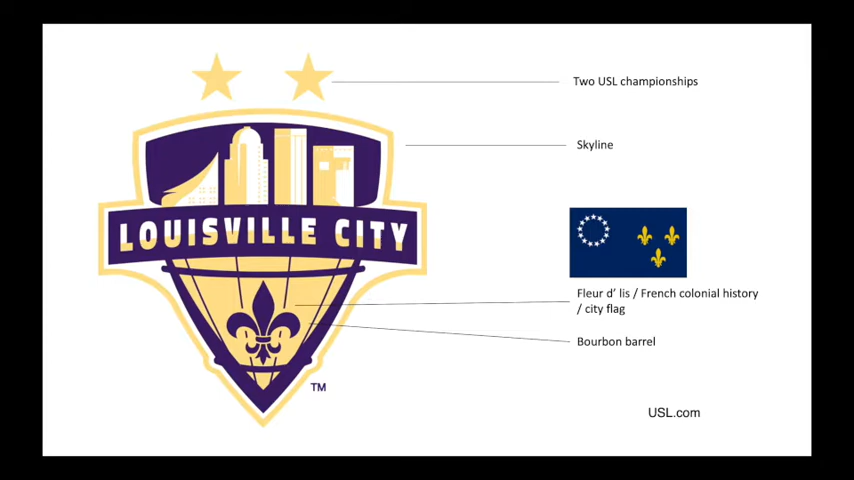 Two USL championships
Skyline
LOUISVILLE CITY
Fleur d’ lis / French colonial history
/ city flag
Bourbon barrel
TM
USL.com